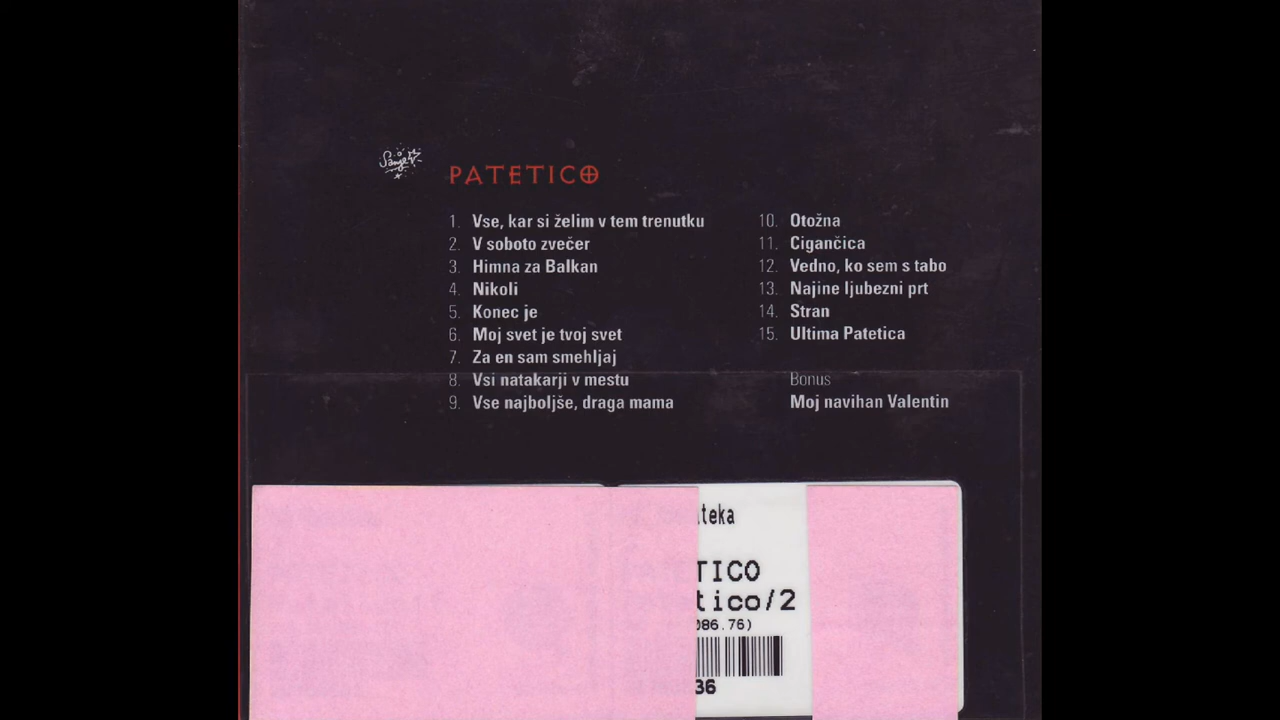 Sanje
PATETICO
1. Vse, kar si želim v tem trenutku
2. V soboto zvečer
3. Himna za Balkan
4. Nikoli
5. Konec je
6. Moj svet je tvoj svet
7. Za en sam smehljaj
8. Vsi natakarji v mestu
9. Vse najboljše, draga mama
10. Otožna
11. Cigančica
12. Vedno, ko sem s tabo
13. Najine ljubezni prt
14. Stran
15. Ultima Patetica
Bonus
Moj navihan Valentin
teka
TICO
tico/2
086.76)
36